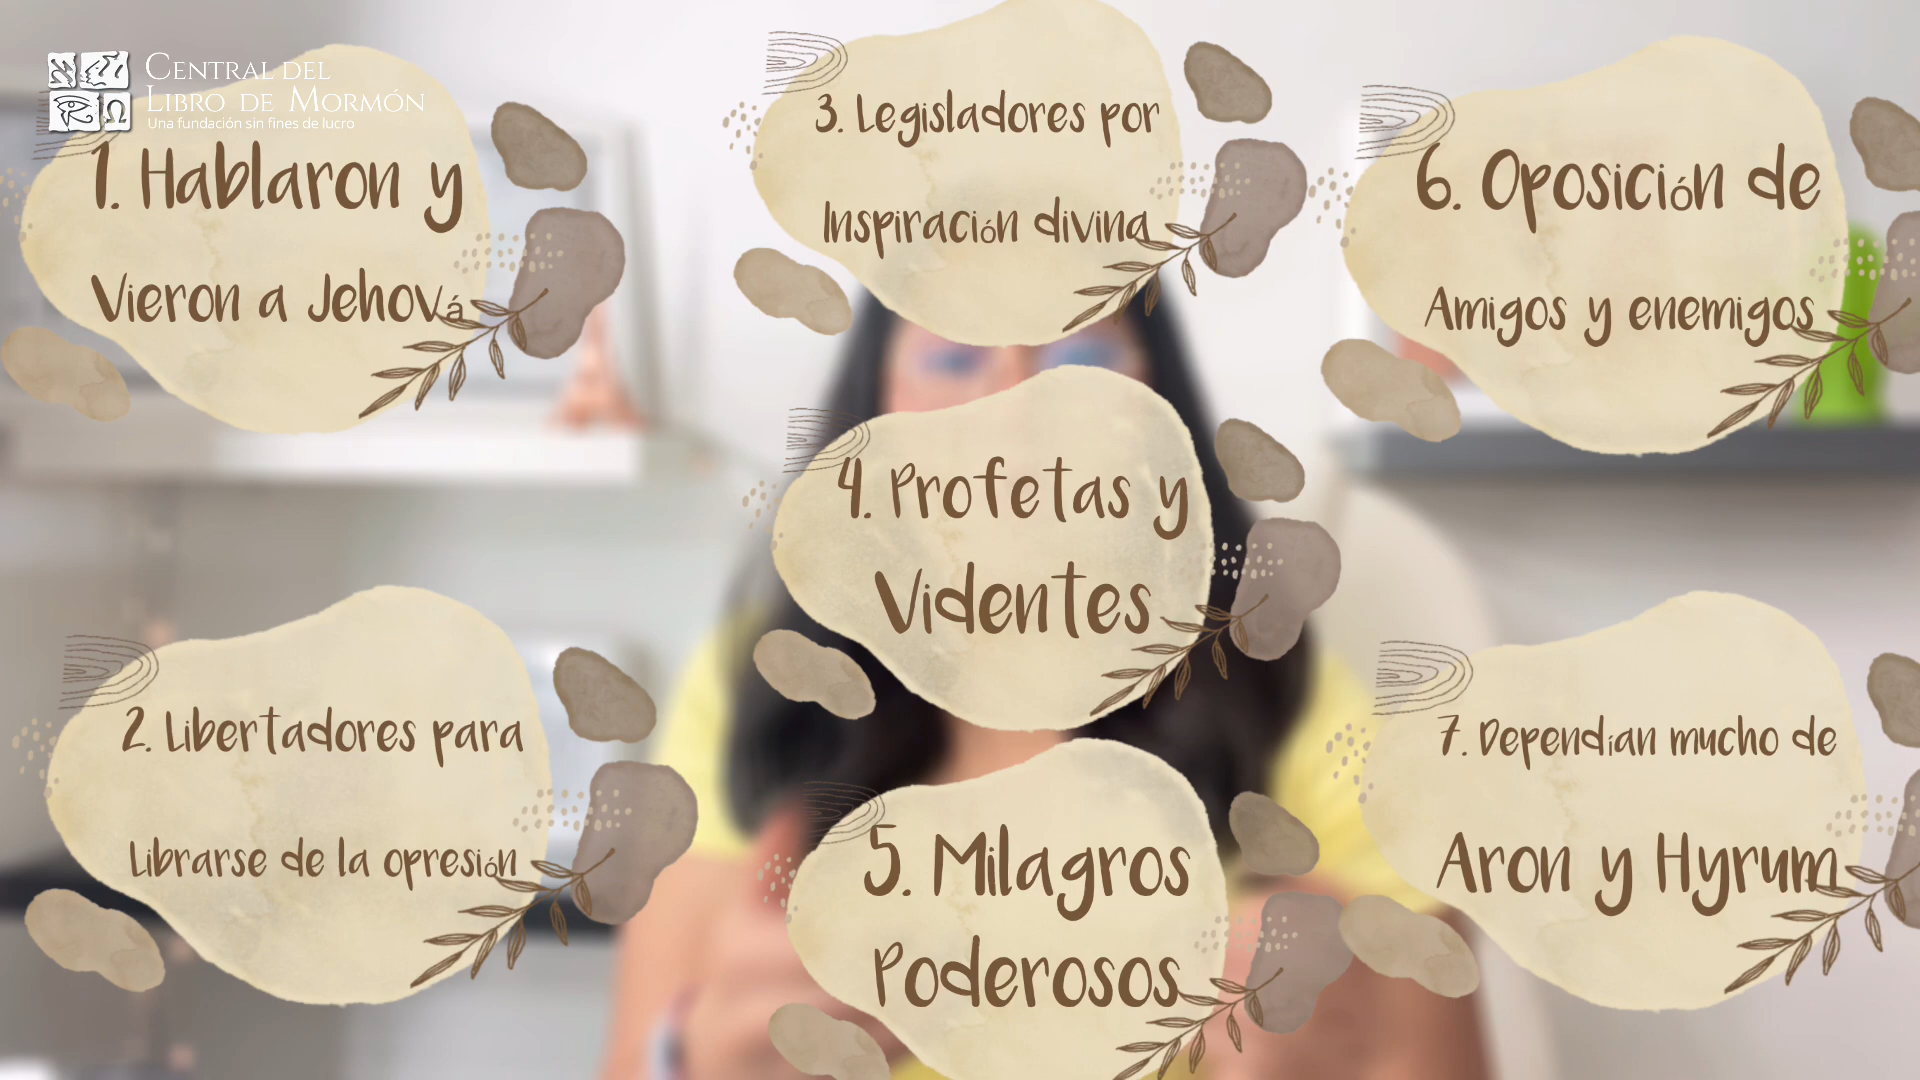 CENTRAL DEL
LIBRO DE MORMÓN
Una fundación sin fines de lucro
1. Hablaron y
Vieron a Jehová
2. Libertadores para
Librarse de la opresión
3. Legisladores por
Inspiración divina
4. Profetas y
Videntes
5. Milagros
Poderosos
6. Oposición de
Amigos y enemigos
7. Dependían mucho de
Aron y Hyrum